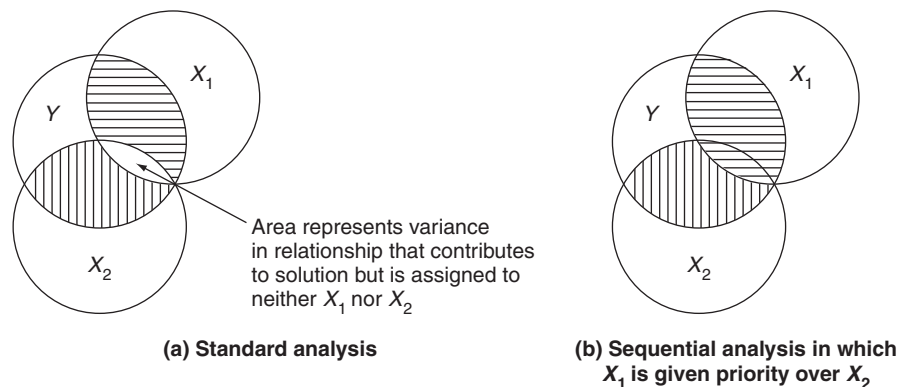 Y
X1
X2
Area represents variance
in relationship that contributes
to solution but is assigned to
neither X1 nor X2
(a) Standard analysis
Y
X1
X2
(b) Sequential analysis in which
X1 is given priority over X2